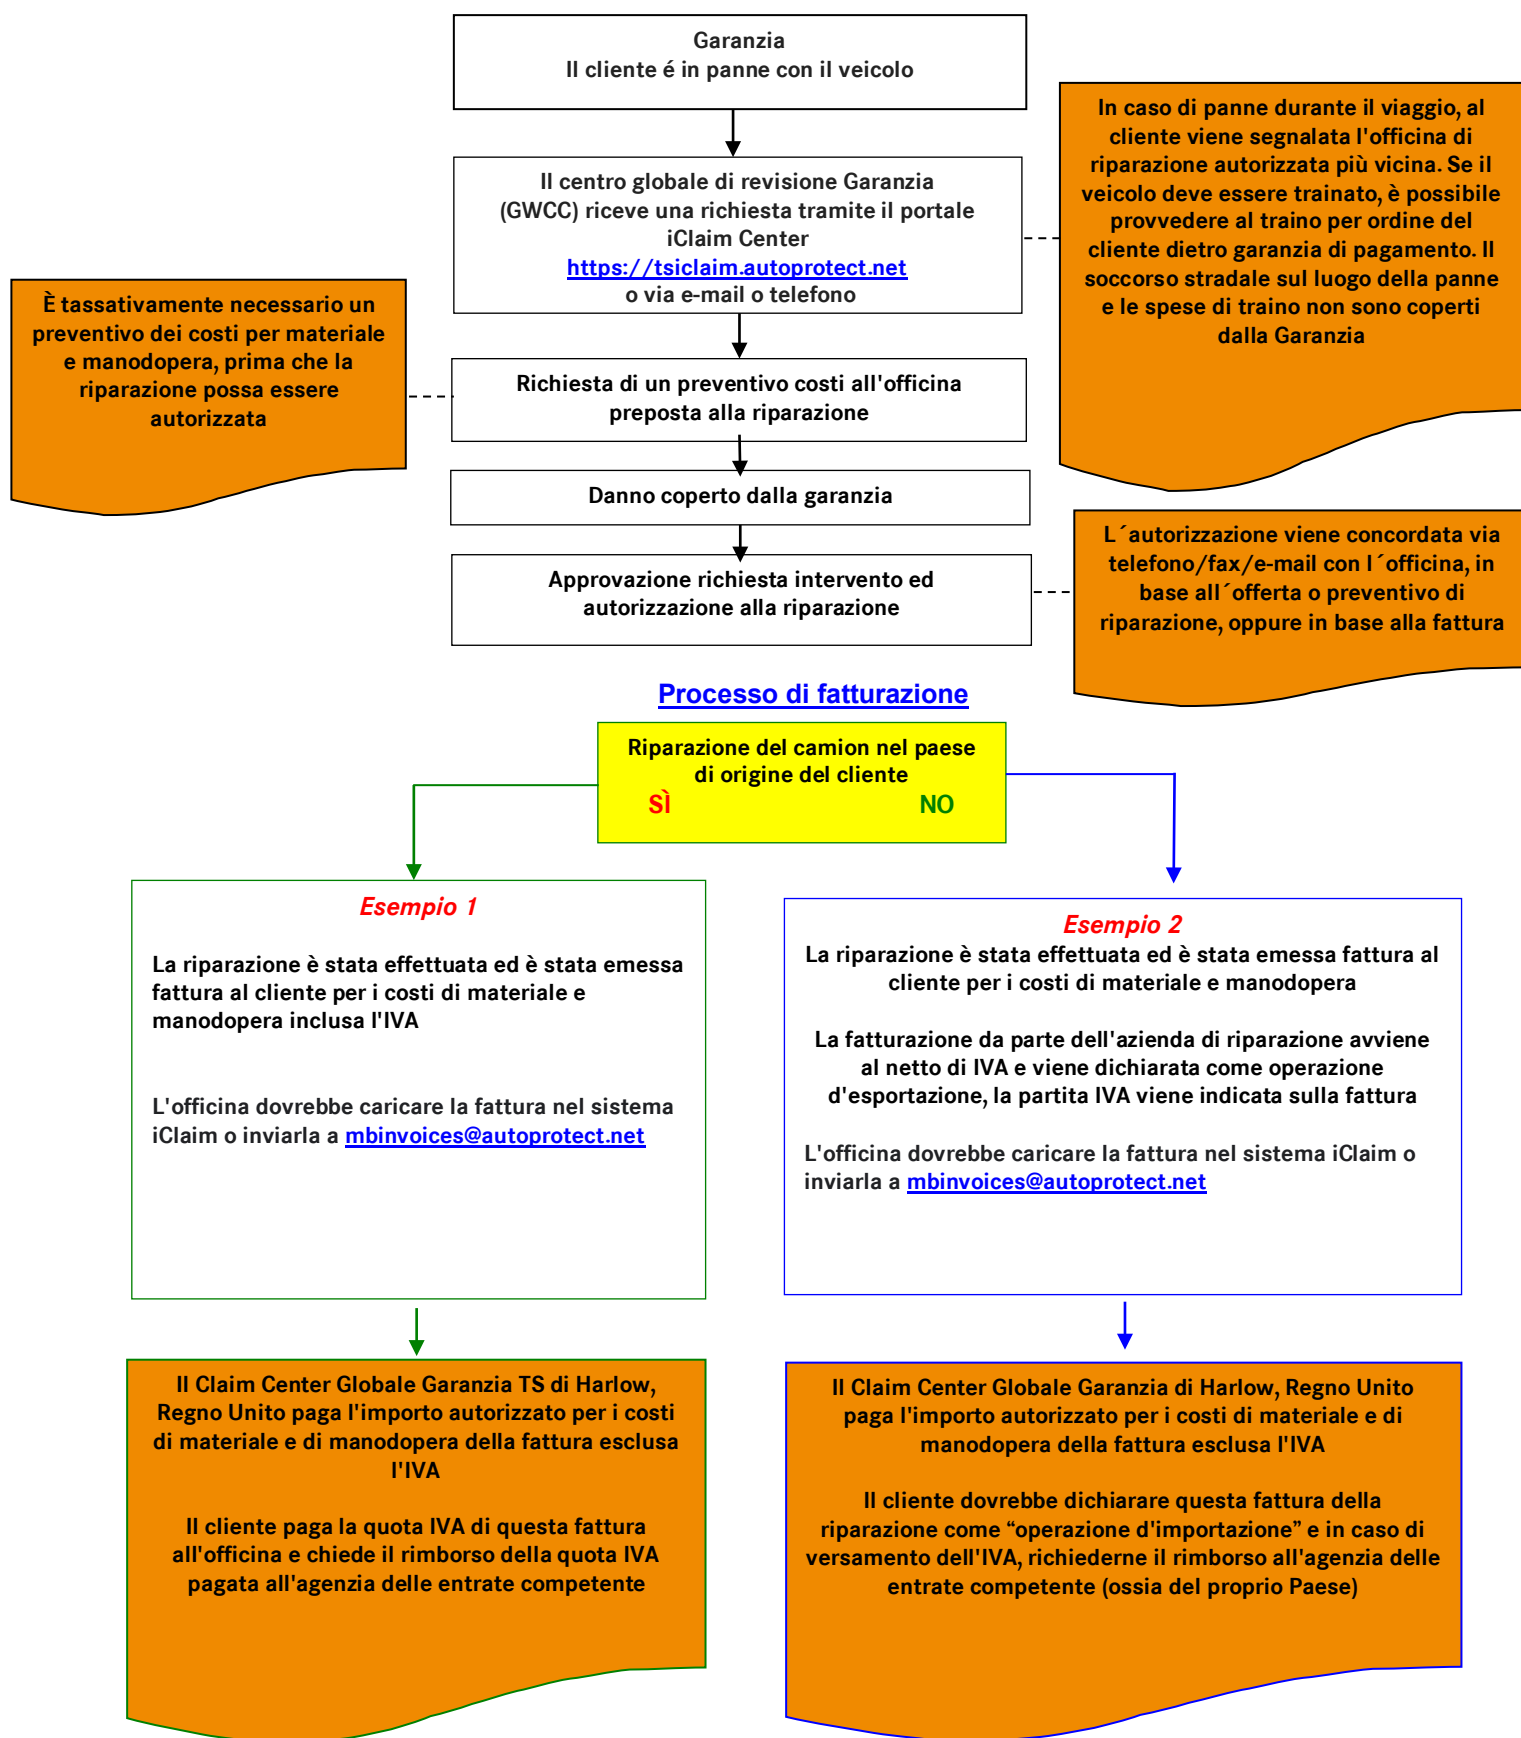 Garanzia
Il cliente é in panne con il veicolo
In caso di panne durante il viaggio, al
cliente viene segnalata l'officina di
riparazione autorizzata più vicina. Se il
veicolo deve essere trainato, è possibile
provvedere al traino per ordine del
cliente dietro garanzia di pagamento. Il
soccorso stradale sul luogo della panne
e le spese di traino non sono coperti
dalla Garanzia
Il centro globale di revisione Garanzia
(GWCC) riceve una richiesta tramite il portale
iClaim Center
https://tsiclaim.autoprotect.net
o via e-mail o telefono
È tassativamente necessario un
preventivo dei costi per materiale
e manodopera, prima che la
riparazione possa essere
autorizzata
Richiesta di un preventivo costi all'officina
preposta alla riparazione
Danno coperto dalla garanzia
Approvazione richiesta intervento ed
autorizzazione alla riparazione
L´autorizzazione viene concordata via
telefono/fax/e-mail con l´officina, in
base all´offerta o preventivo di
riparazione, oppure in base alla fattura
Processo di fatturazione
Riparazione del camion nel paese
di origine del cliente
SÌ NO
Esempio 1
La riparazione è stata effettuata ed è stata emessa
fattura al cliente per i costi di materiale e
manodopera inclusa l'IVA
L'officina dovrebbe caricare la fattura nel sistema
iClaim o inviarla a mbinvoices@autoprotect.net
Esempio 2
La riparazione è stata effettuata ed è stata emessa fattura al
cliente per i costi di materiale e manodopera
La fatturazione da parte dell'azienda di riparazione avviene
al netto di IVA e viene dichiarata come operazione
d'esportazione, la partita IVA viene indicata sulla fattura
L'officina dovrebbe caricare la fattura nel sistema iClaim o
inviarla a mbinvoices@autoprotect.net
Il Claim Center Globale Garanzia TS di Harlow,
Regno Unito paga l'importo autorizzato per i costi
di materiale e di manodopera della fattura esclusa
l'IVA
Il cliente paga la quota IVA di questa fattura
all'officina e chiede il rimborso della quota IVA
pagata all'agenzia delle entrate competente
Il Claim Center Globale Garanzia di Harlow, Regno Unito
paga l'importo autorizzato per i costi di materiale e di
manodopera della fattura esclusa l'IVA
Il cliente dovrebbe dichiarare questa fattura della
riparazione come “operazione d'importazione” e in caso di
versamento dell'IVA, richiederne il rimborso all'agenzia delle
entrate competente (ossia del proprio Paese)